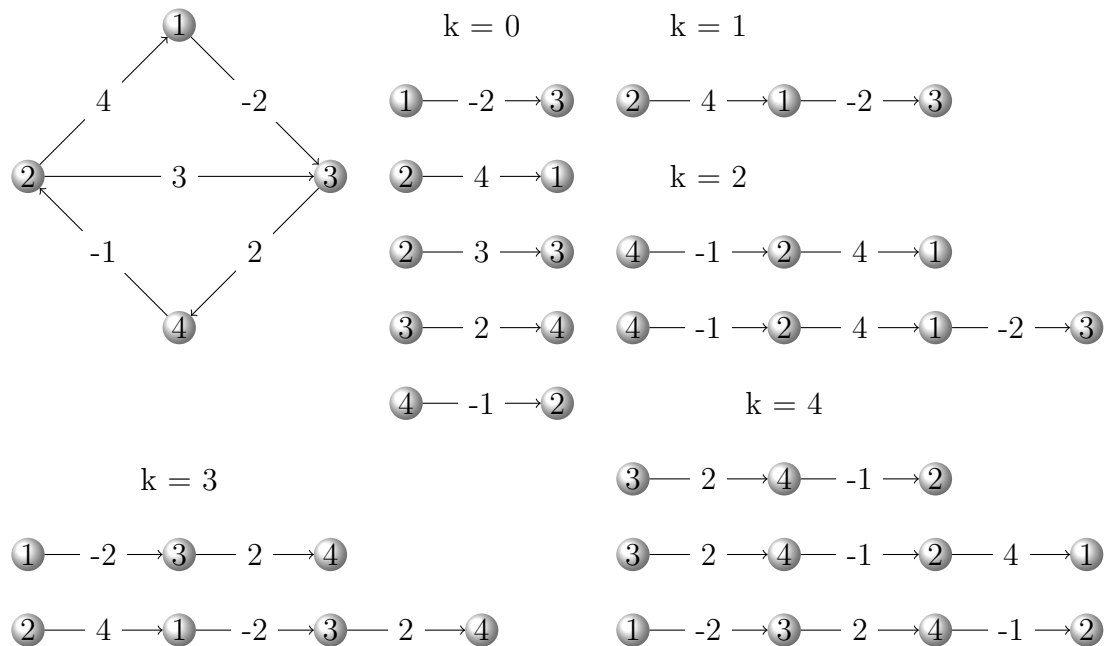 1
4 -2
2 3 3
-1 2
4
k = 0
1 -2 3
2 4 1
2 3 3
3 2 4
4 -1 2
k = 1
2 4 1 -2 3
k = 2
4 -1 2 4 1
4 -1 2 4 1 -2 3
k = 3
1 -2 3 2 4
2 4 1 -2 3 2 4
k = 4
3 2 4 -1 2
3 2 4 -1 2 4 1
1 -2 3 2 4 -1 2